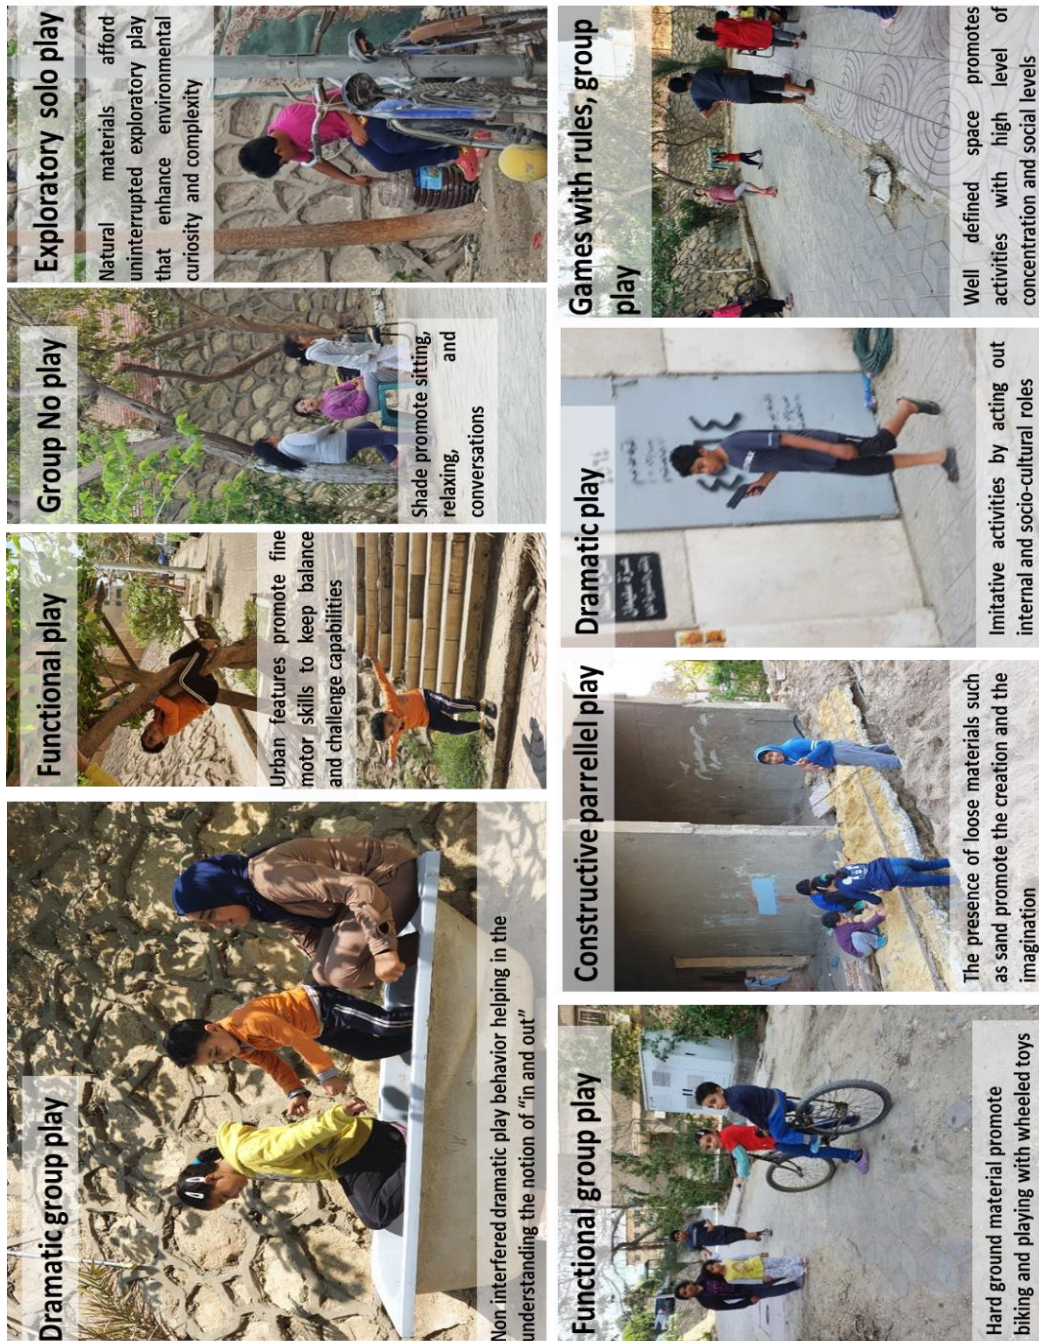 Dramatic group play
Non interfered dramatic play behavior helping in the
understanding the notion of “in and out”
Functional play
Urban features promote fine
motor skills to keep balance
and challenge capabilities
Group No play
Shade promote sitting,
relaxing, and
conversations
Exploratory solo play
Natural materials afford
uninterrupted exploratory play
that enhance environmental
curiosity and complexity
Functional group play
Hard ground material promote
biking and playing with wheeled toys
Constructive parrellel play
The presence of loose materials such
as sand promote the creation and the
imagination
Dramatic play
Imitative activities by acting out
internal and socio-cultural roles
Games with rules, group
play
Well defined space promotes
activities with high level of
concentration and social levels